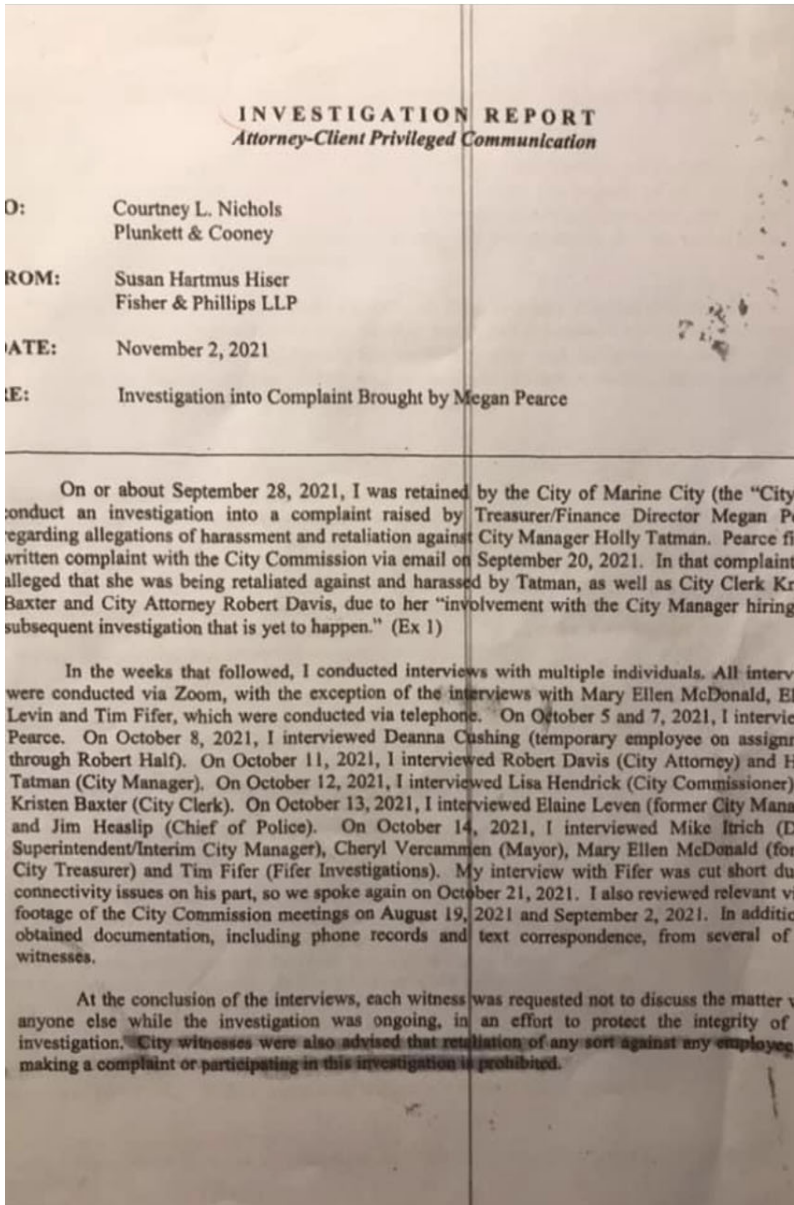 INVESTIGATION REPORT
Attorney-Client Privileged Communication
O:
Courtney L. Nichols
Plunkett & Cooney
ROM:
Susan Hartmus Hiser
Fisher & Phillips LLP
ATE:
November 2, 2021
E:
Investigation into Complaint Brought by Megan Pearce
On or about September 28, 2021, I was retained by the City of Marine City (the "City
conduct an investigation into a complaint raised by Treasurer/Finance Director Megan Pe
regarding allegations of harassment and retaliation against City Manager Holly Tatman. Pearce fi
written complaint with the City Commission via email on September 20, 2021. In that complaint
alleged that she was being retaliated against and harassed by Tatman, as well as City Clerk Kr
Baxter and City Attorney Robert Davis, due to her "involvement with the City Manager hiring
subsequent investigation that is yet to happen." (Ex 1)
In the weeks that followed, I conducted interviews with multiple individuals. All interv
were conducted via Zoom, with the exception of the interviews with Mary Ellen McDonald, El
Levin and Tim Fifer, which were conducted via telephone. On October 5 and 7, 2021, I intervie
Pearce. On October 8, 2021, I interviewed Deanna Cushing (temporary employee on assignm
through Robert Half). On October 11, 2021, I interviewed Robert Davis (City Attorney) and H
Tatman (City Manager). On October 12, 2021, I interviewed Lisa Hendrick (City Commissioner)
Kristen Baxter (City Clerk). On October 13, 2021, I interviewed Elaine Leven (former City Mana
and Jim Heaslip (Chief of Police). On October 14, 2021, I interviewed Mike Itrich (D
Superintendent/Interim City Manager), Cheryl Vercammen (Mayor), Mary Ellen McDonald (for
City Treasurer) and Tim Fifer (Fifer Investigations). My interview with Fifer was cut short du
connectivity issues on his part, so we spoke again on October 21, 2021. I also reviewed relevant vi
footage of the City Commission meetings on August 19, 2021 and September 2, 2021. In additio
obtained documentation, including phone records and text correspondence, from several of
witnesses.
At the conclusion of the interviews, each witness was requested not to discuss the matter w
anyone else while the investigation was ongoing, in an effort to protect the integrity of
investigation. City witnesses were also advised that retaliation of any sort against any employee
making a complaint or participating in this investigation is prohibited.